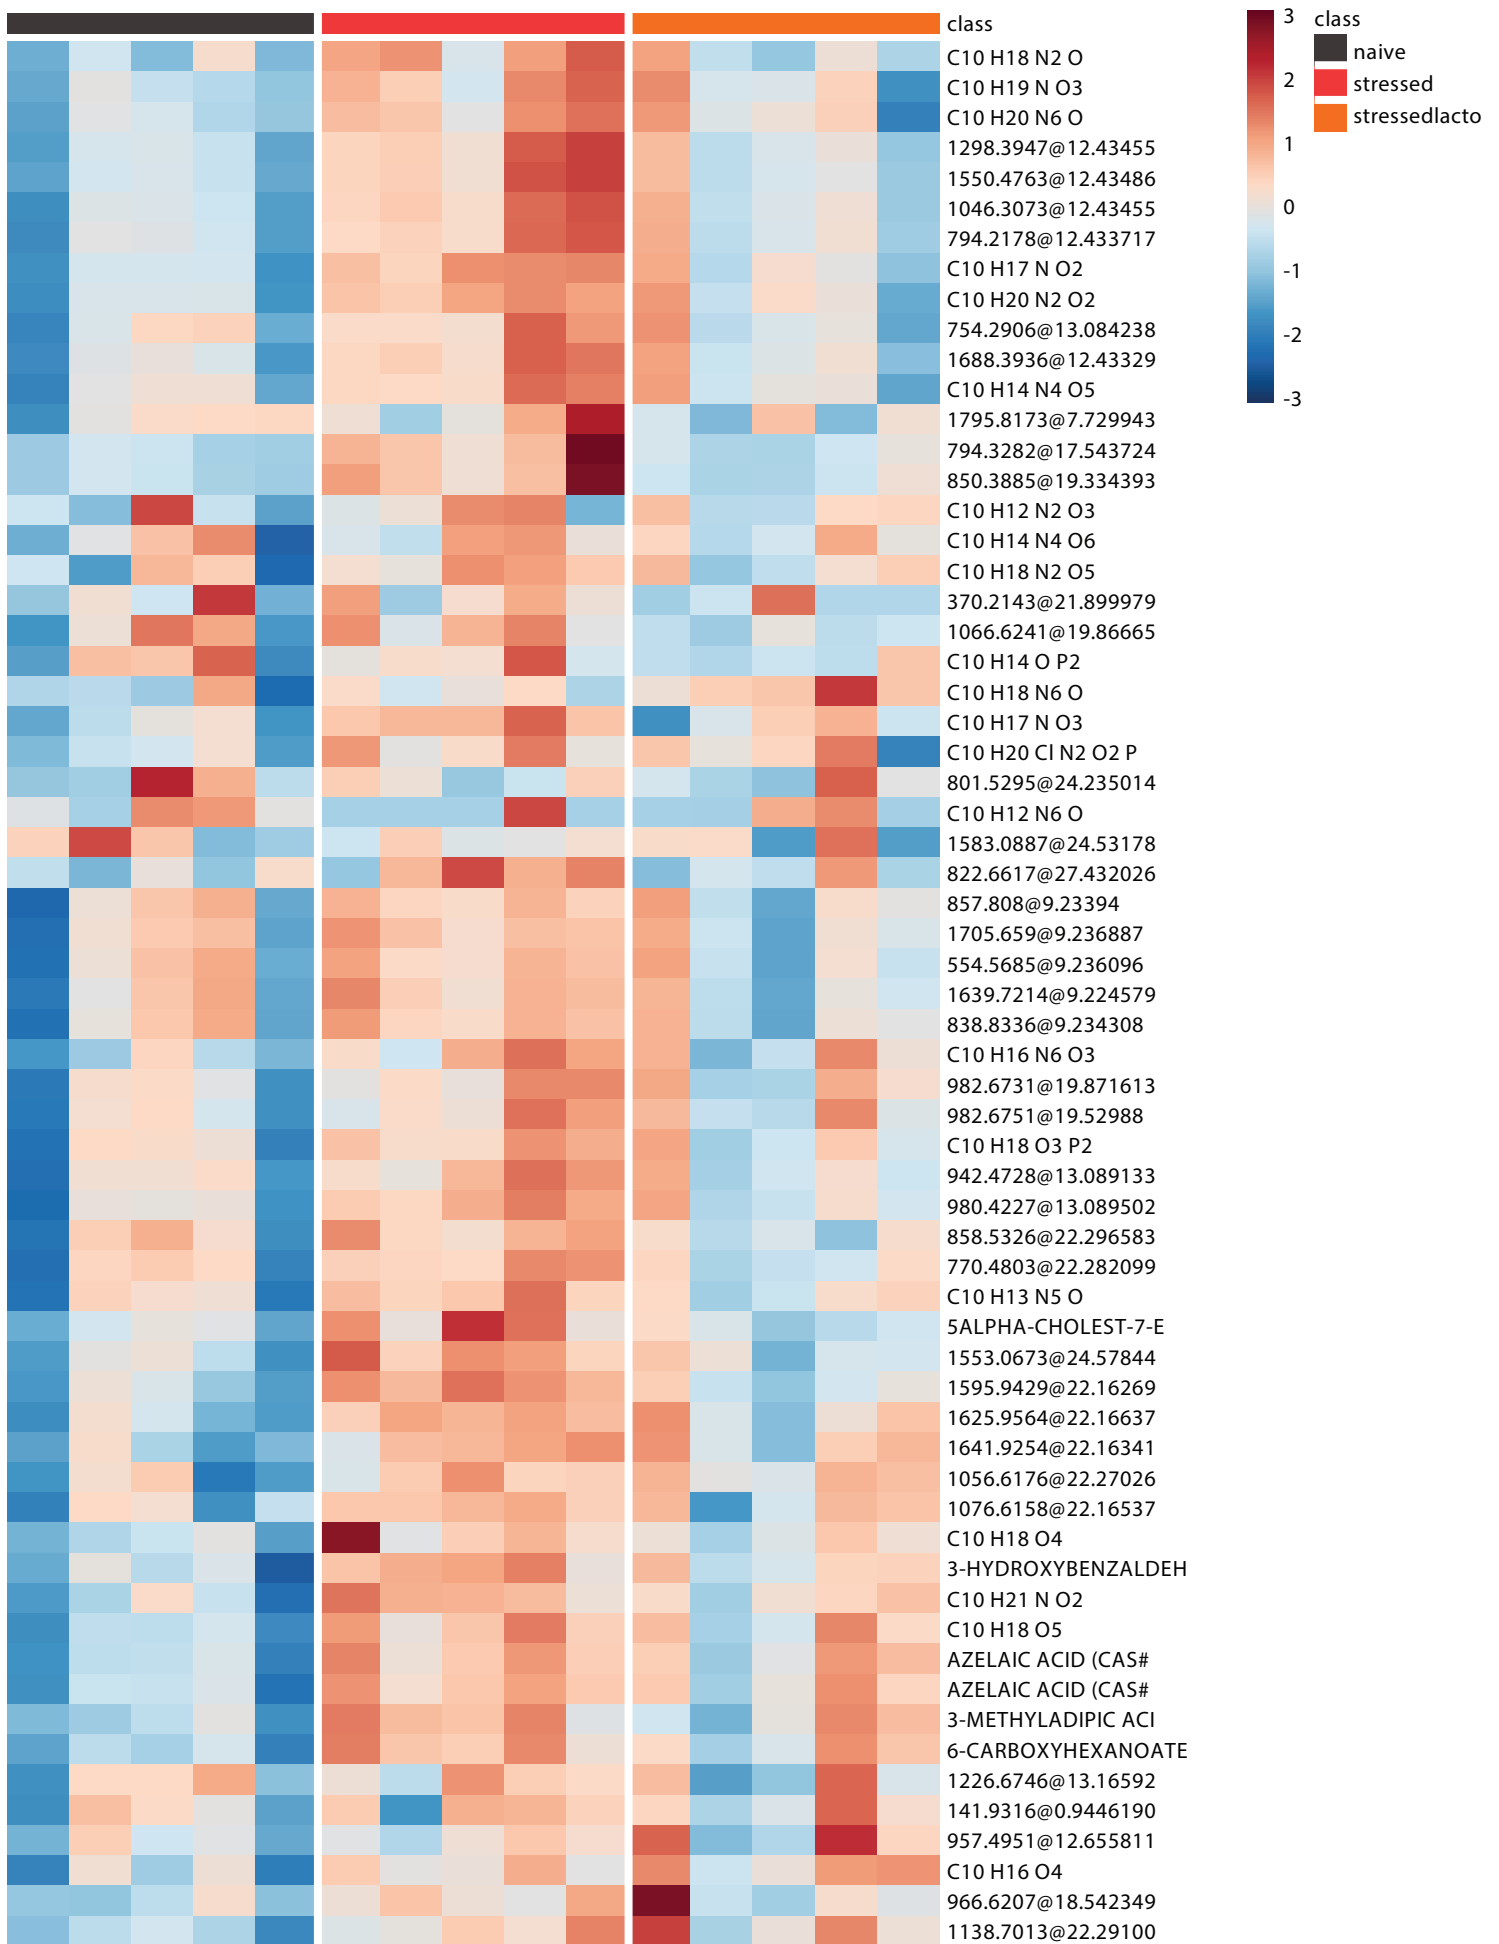 class
C10 H18 N2 O
C10 H19 N O3
C10 H20 N6 O
1298.3947@12.43455
1550.4763@12.43486
1046.3073@12.43455
794.2178@12.433717
C10 H17 N O2
C10 H20 N2 O2
754.2906@13.084238
1688.3936@12.43329
C10 H14 N4 O5
1795.8173@7.729943
794.3282@17.543724
850.3885@19.334393
C10 H12 N2 O3
C10 H14 N4 O6
C10 H18 N2 O5
370.2143@21.899979
1066.6241@19.86665
C10 H14 O P2
C10 H18 N6 O
C10 H17 N O3
C10 H20 Cl N2 O2 P
801.5295@24.235014
C10 H12 N6 O
1583.0887@24.53178
822.6617@27.432026
857.808@9.23394
1705.659@9.236887
554.5685@9.236096
1639.7214@9.224579
838.8336@9.234308
C10 H16 N6 O3
982.6731@19.871613
982.6751@19.52988
C10 H18 O3 P2
942.4728@13.089133
980.4227@13.089502
858.5326@22.296583
770.4803@22.282099
C10 H13 N5 O
5ALPHA-CHOLEST-7-E
1553.0673@24.57844
1595.9429@22.16269
1625.9564@22.16637
1641.9254@22.16341
1056.6176@22.27026
1076.6158@22.16537
C10 H18 O4
3-HYDROXYBENZALDEH
C10 H21 N O2
C10 H18 O5
AZELAIC ACID (CAS#
AZELAIC ACID (CAS#
3-METHYLADIPIC ACI
6-CARBOXYHEXANOATE
1226.6746@13.16592
141.9316@0.9446190
957.4951@12.655811
C10 H16 O4
966.6207@18.542349
1138.7013@22.29100
3
2
1
0
-1
-2
-3
class
naive
stressed
stressedlacto